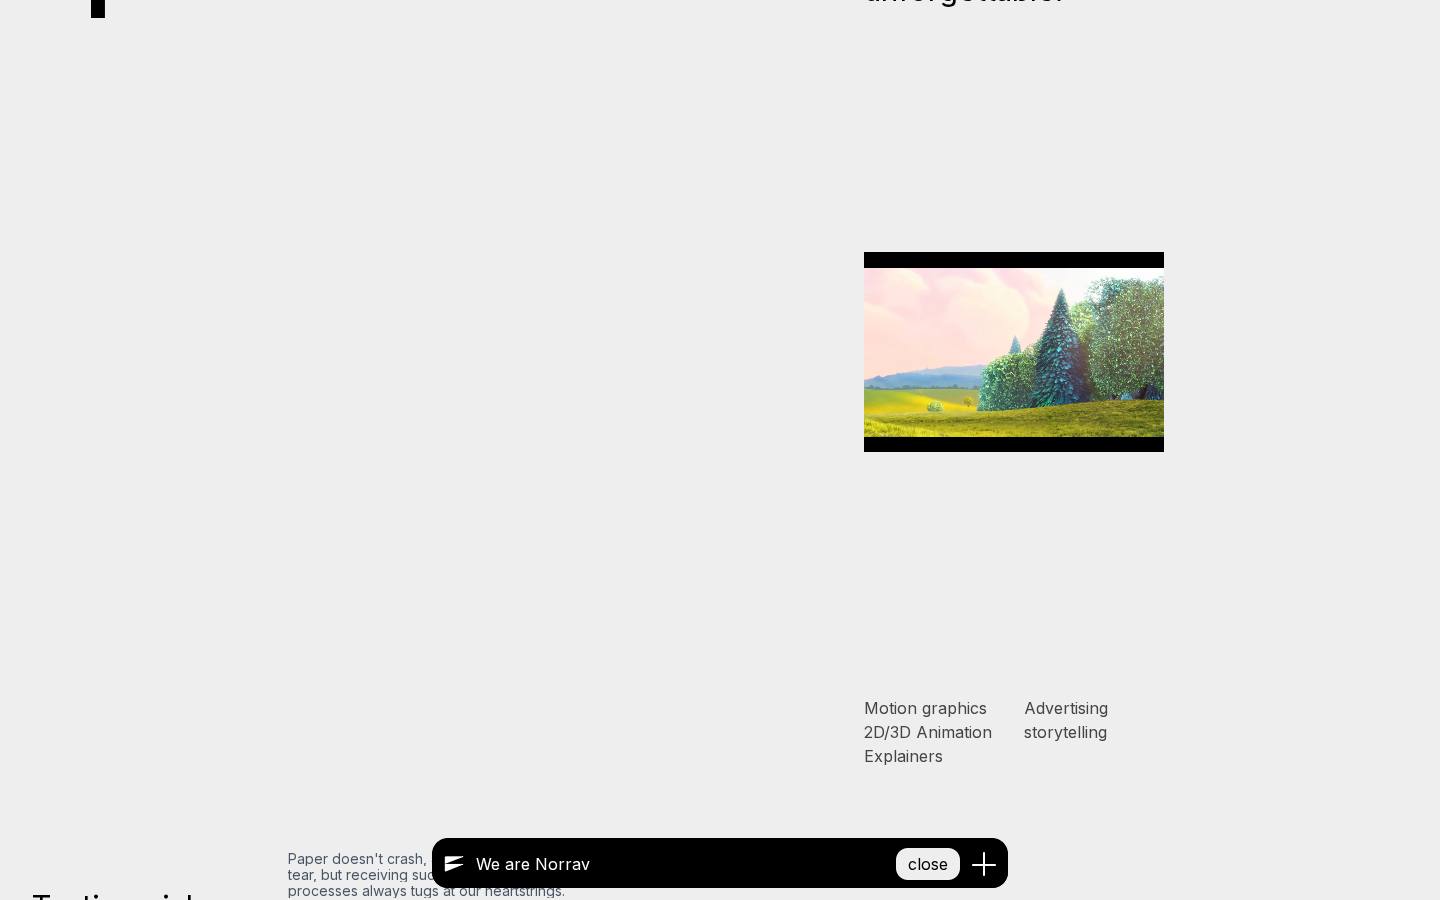 unforgettable.
Motion graphics
2D/3D Animation
Explainers
Advertising
storytelling
Paper doesn't crash,
tear, but receiving suc
processes always tugs at our heartstrings.
We are Norrav
close